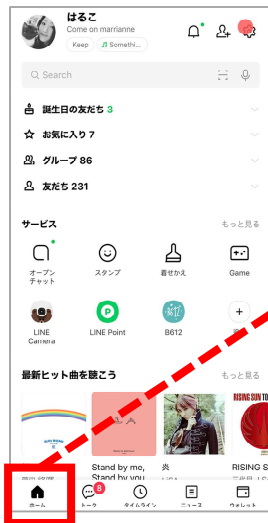 はるこ
Come on marrianne
Keep
♬ Somethi...
Search
誕生日の友だち 3
お気に入り 7
グループ 86
友だち 231
サービス
もっと見る
オープン
チャット
スタンプ
着せかえ
Game
LINE
Camera
LINE Point
B612
最新ヒット曲を聴こう
もっと見る
RISING SUN TO
Stand by me,
Stand by you
炎
LiSA
RISING S
8
ホーム
トーク
タイムライン
ニュース
ウォレット